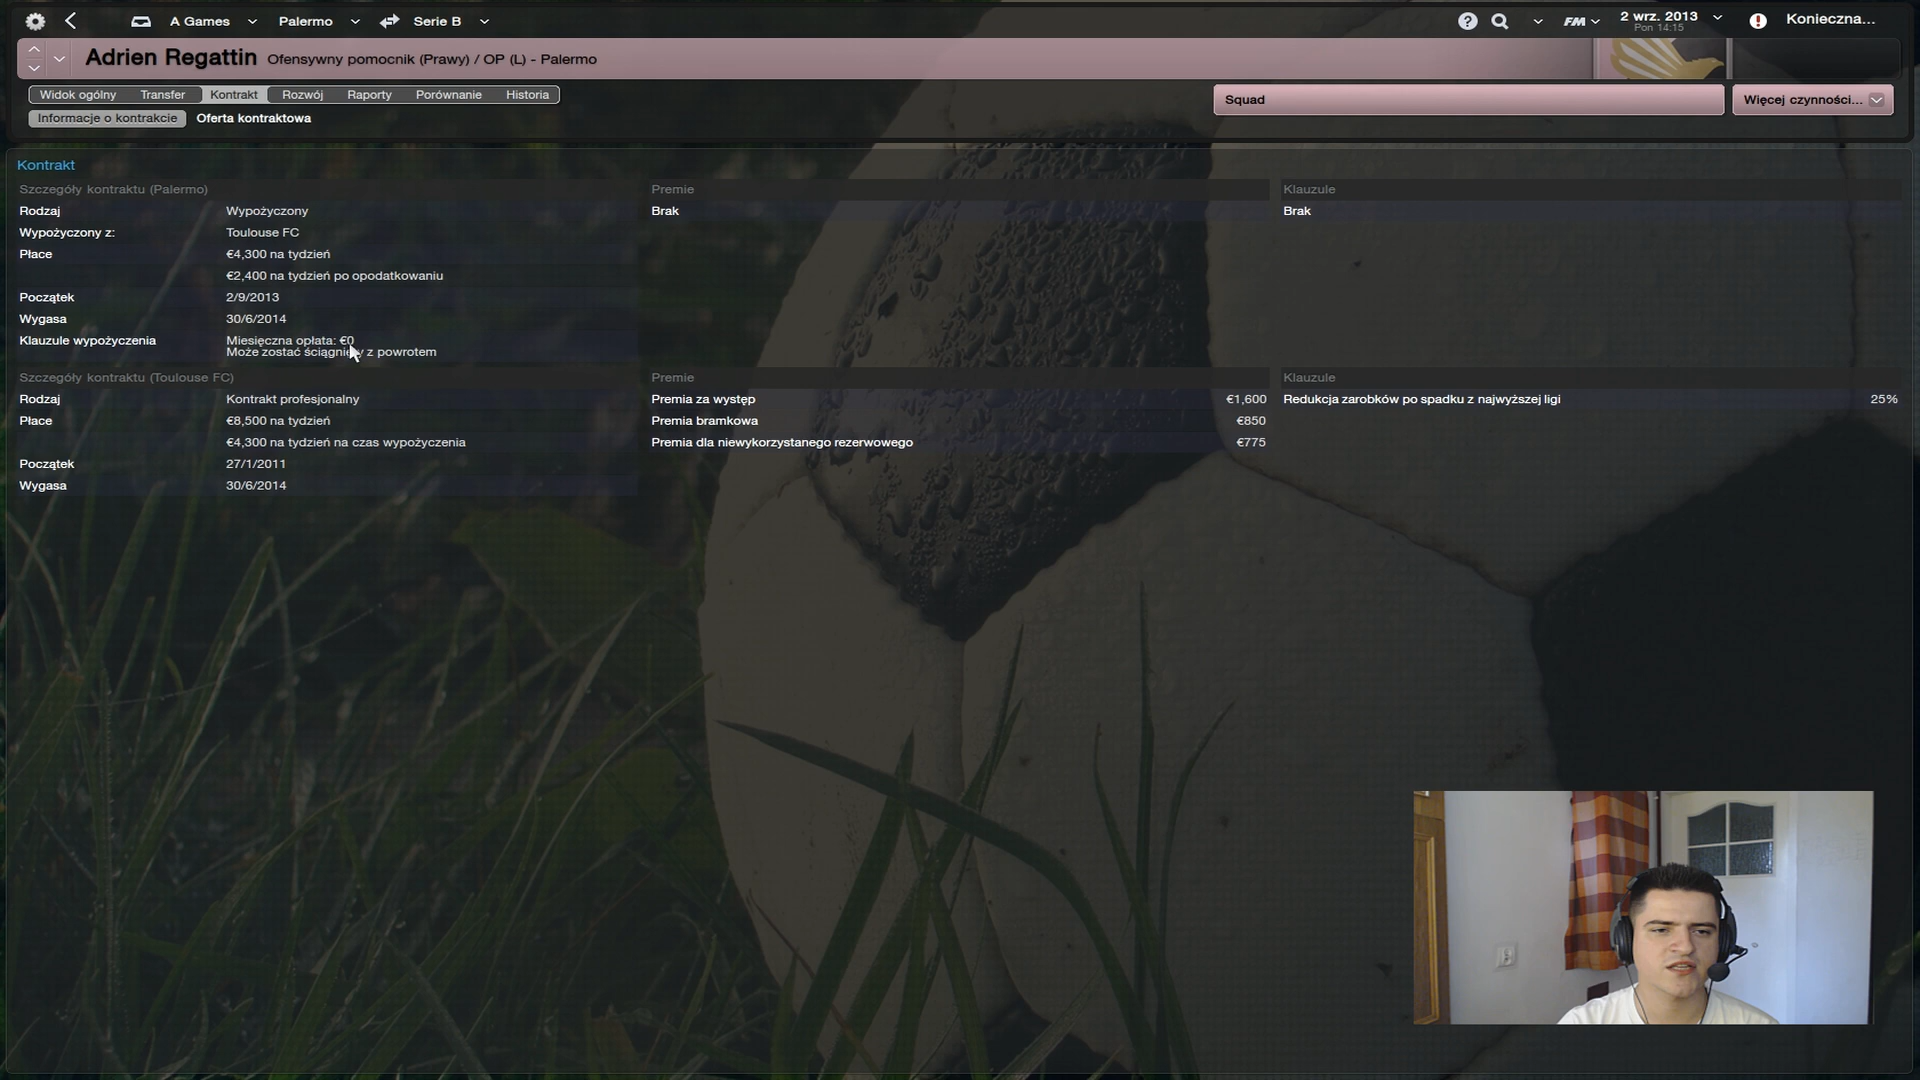 A Games Palermo Serie B ? FM 2 wrz. 2013 Konieczna...
Pon 14:15
Adrien Regattin Ofensywny pomocnik (Prawy) / OP (L) - Palermo
Widok ogólny Transfer Kontrakt Rozwój Raporty Porównanie Historia
Squad Więcej czynności...
Informacje o kontrakcie Oferta kontraktowa
Kontrakt
Szczegóły kontraktu (Palermo) Premie Klauzule
Rodzaj Wypożyczony Brak Brak
Wypożyczony z: Toulouse FC
Płace €4,300 na tydzień
€2,400 na tydzień po opodatkowaniu
Początek 2/9/2013
Wygasa 30/6/2014
Klauzule wypożyczenia Miesięczna opłata: €0
Może zostać ściągnięty z powrotem
Szczegóły kontraktu (Toulouse FC) Premie Klauzule
Rodzaj Kontrakt profesjonalny Premia za występ €1,600 Redukcja zarobków po spadku z najwyższej ligi 25%
Płace €8,500 na tydzień Premia bramkowa €850
€4,300 na tydzień na czas wypożyczenia Premia dla niewykorzystanego rezerwowego €775
Początek 27/1/2011
Wygasa 30/6/2014